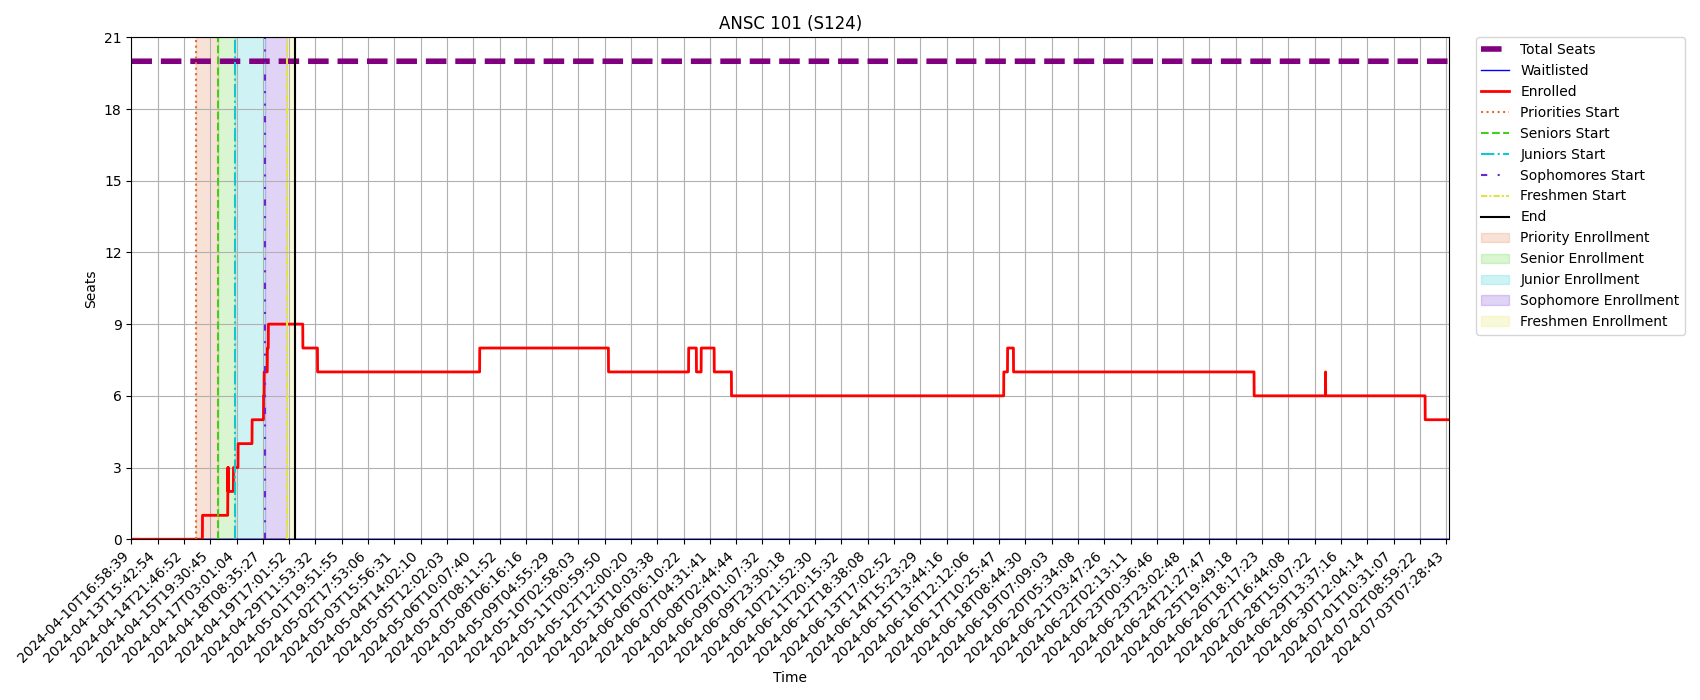 ANSC 101 (S124)
21
18
15
12
9
6
3
0
Seats
2024-04-10T16:58:39
2024-04-13T15:42:54
2024-04-14T21:46:52
2024-04-15T19:30:45
2024-04-17T03:01:04
2024-04-18T08:35:27
2024-04-19T17:01:52
2024-04-29T11:53:32
2024-05-01T19:51:55
2024-05-02T17:53:06
2024-05-03T15:56:31
2024-05-04T14:02:10
2024-05-05T12:02:03
2024-05-06T10:07:40
2024-05-07T08:11:52
2024-05-08T06:16:16
2024-05-09T04:55:29
2024-05-10T02:58:03
2024-05-11T00:59:50
2024-05-12T12:00:20
2024-05-13T10:03:38
2024-06-06T06:10:22
2024-06-07T04:31:41
2024-06-08T02:44:44
2024-06-09T01:07:32
2024-06-09T23:30:18
2024-06-10T21:52:30
2024-06-11T20:15:32
2024-06-12T18:38:08
2024-06-13T17:02:52
2024-06-14T15:23:29
2024-06-15T13:44:16
2024-06-16T12:12:06
2024-06-17T10:25:47
2024-06-18T08:44:30
2024-06-19T07:09:03
2024-06-20T05:34:08
2024-06-21T03:47:26
2024-06-22T02:13:11
2024-06-23T00:36:46
2024-06-23T23:02:48
2024-06-24T21:27:47
2024-06-25T19:49:18
2024-06-26T18:17:23
2024-06-27T16:44:08
2024-06-28T15:07:22
2024-06-29T13:37:16
2024-06-30T12:04:14
2024-07-01T10:31:07
2024-07-02T08:59:22
2024-07-03T07:28:43
Time
Total Seats
Waitlisted
Enrolled
Priorities Start
Seniors Start
Juniors Start
Sophomores Start
Freshmen Start
End
Priority Enrollment
Senior Enrollment
Junior Enrollment
Sophomore Enrollment
Freshmen Enrollment